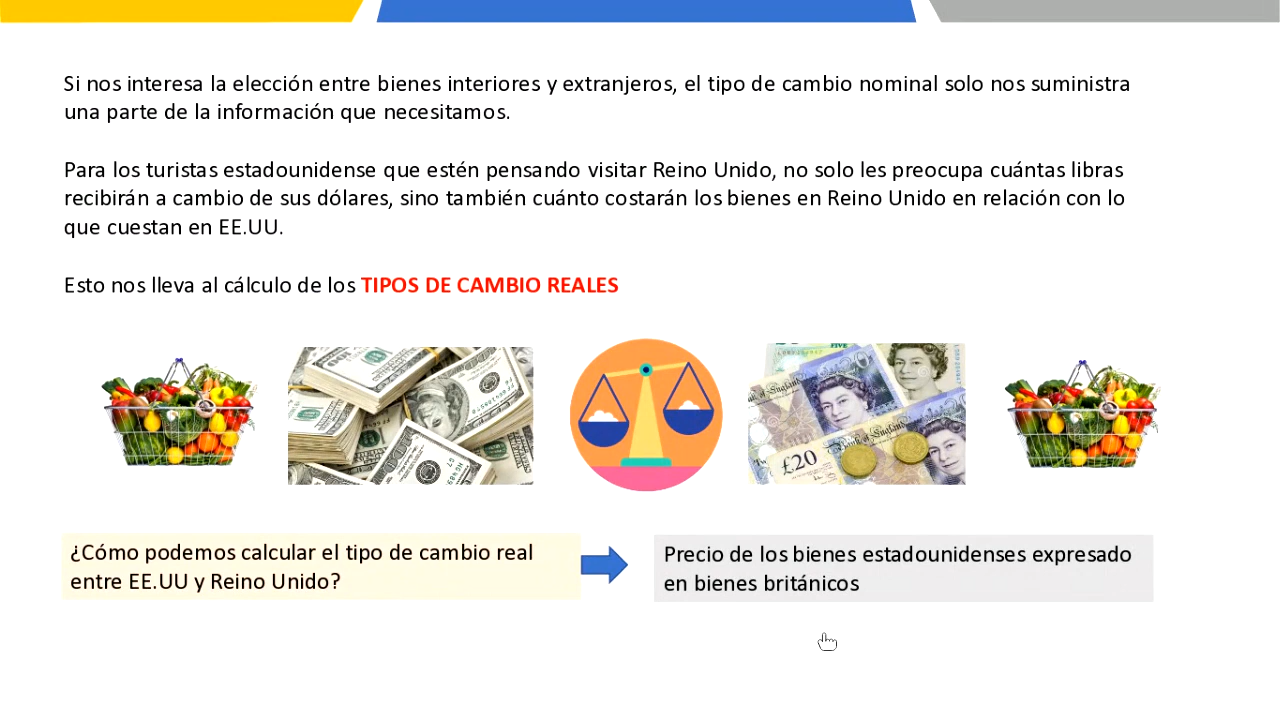 Si nos interesa la elección entre bienes interiores y extranjeros, el tipo de cambio nominal solo nos suministra
una parte de la información que necesitamos.
Para los turistas estadounidense que estén pensando visitar Reino Unido, no solo les preocupa cuántas libras
recibirán a cambio de sus dólares, sino también cuánto costarán los bienes en Reino Unido en relación con lo
que cuestan en EE.UU.
Esto nos lleva al cálculo de los TIPOS DE CAMBIO REALES
£20
¿Cómo podemos calcular el tipo de cambio real
entre EE.UU y Reino Unido?
Precio de los bienes estadounidenses expresado
en bienes británicos